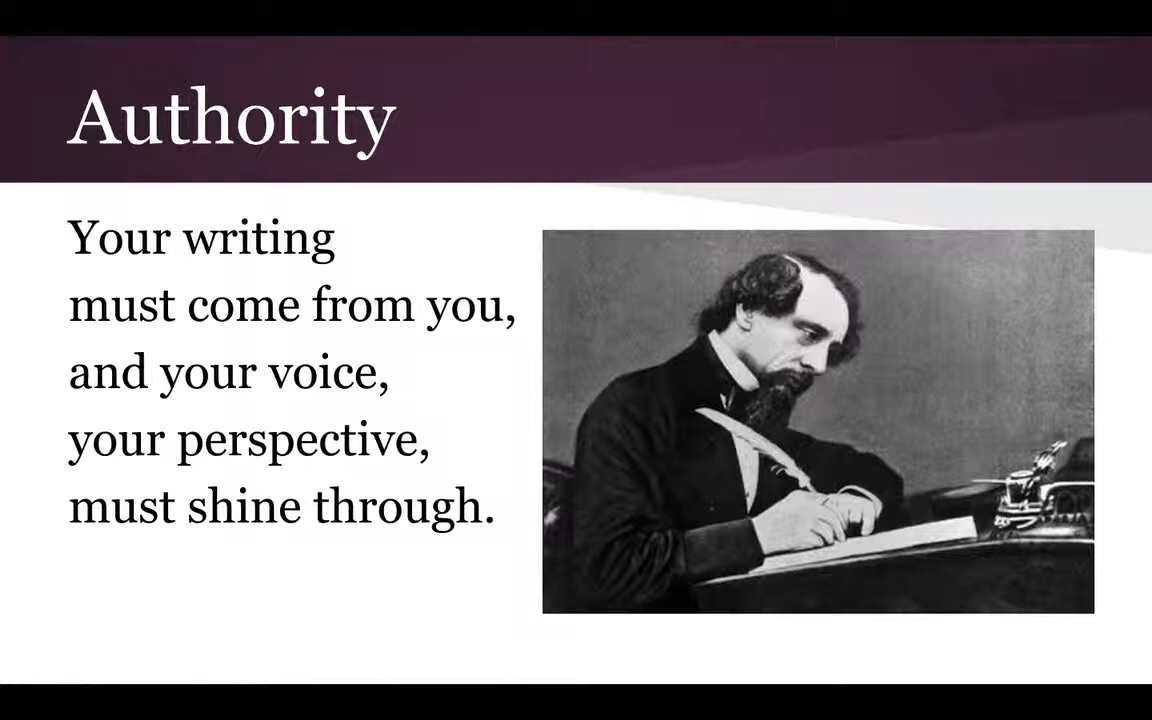 Authority
Your writing
must come from you,
and your voice,
your perspective,
must shine through.